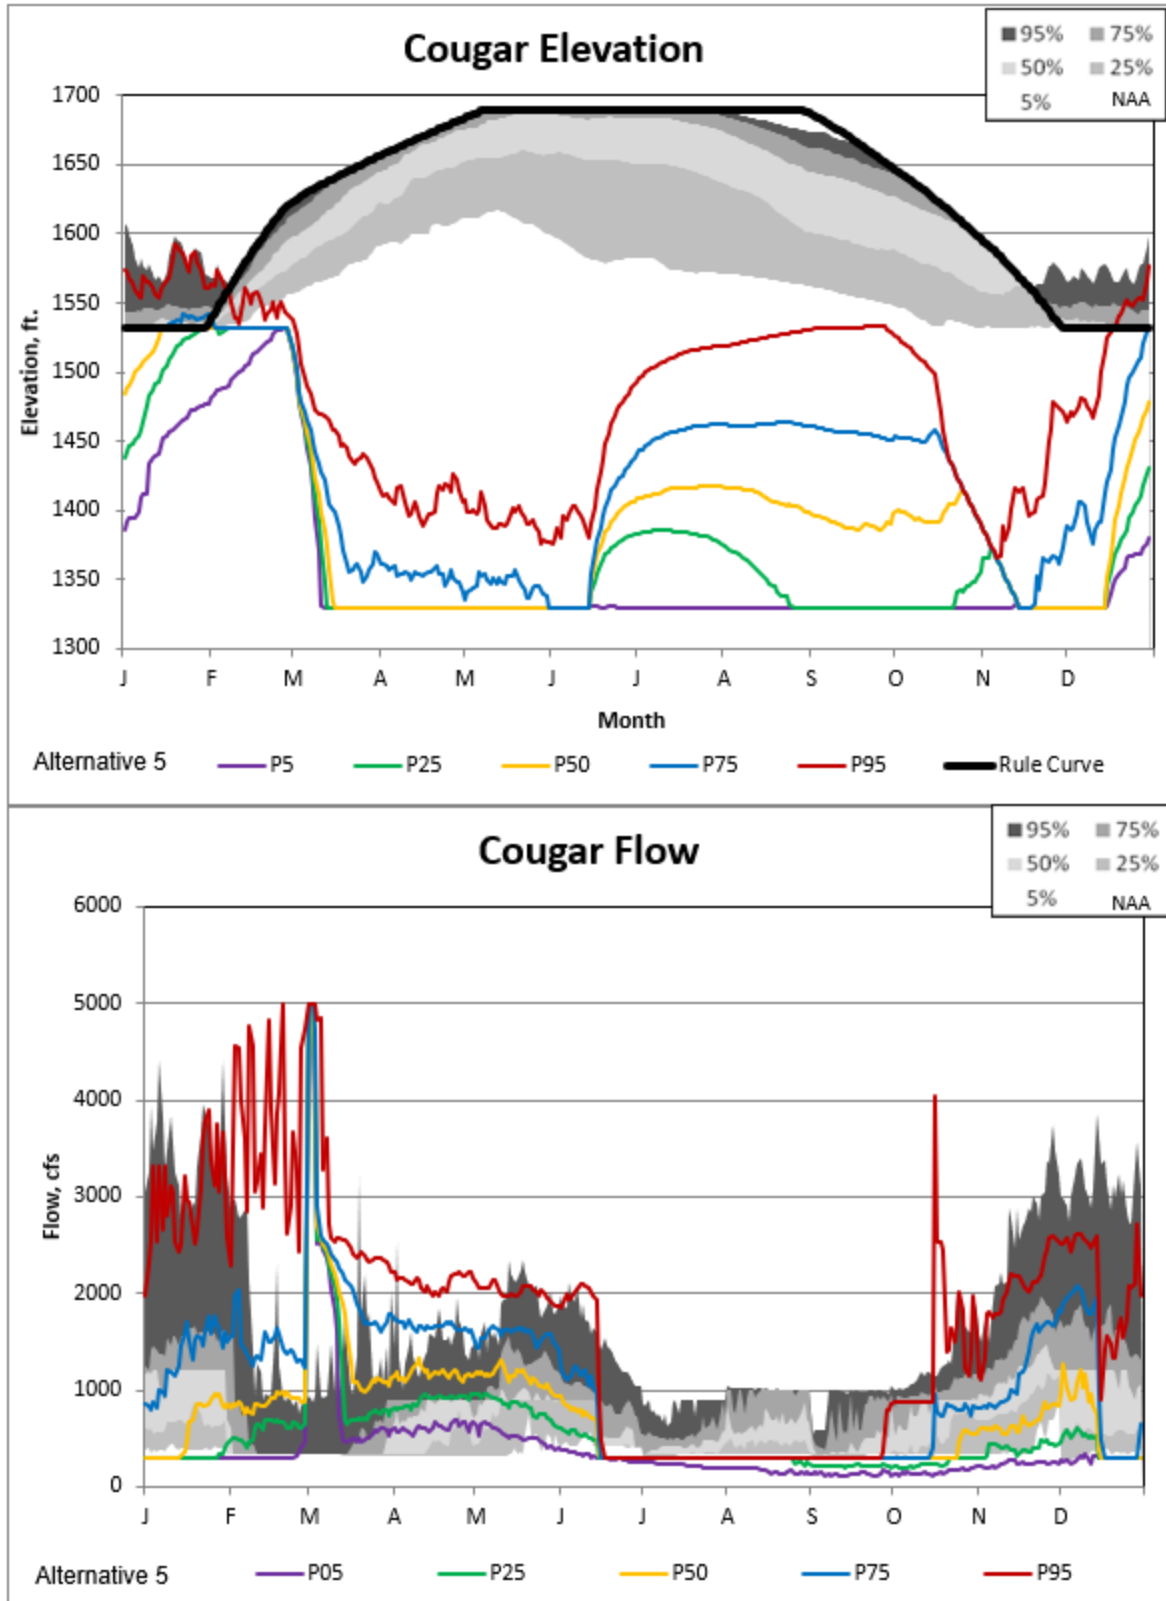 Cougar Elevation
95% 75%
50% 25%
5% NAA
1700
1650
1600
1550
1500
1450
1400
1350
1300
Elevation, ft.
J F M A M J J A S O N D
Month
Alternative 5 P5 P25 P50 P75 P95 Rule Curve
Cougar Flow
95% 75%
50% 25%
5% NAA
6000
5000
4000
3000
2000
1000
0
Flow, cfs
J F M A M J J A S O N D
Alternative 5 P05 P25 P50 P75 P95